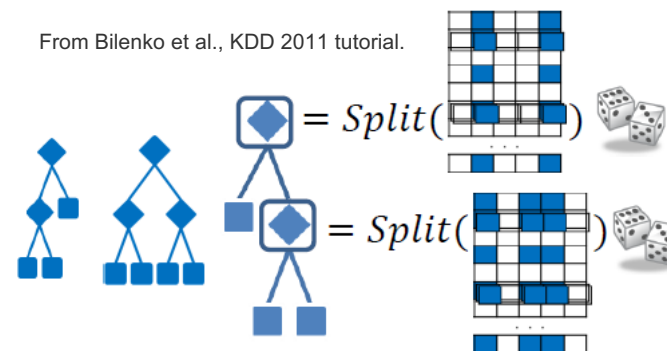 From Bilenko et al., KDD 2011 tutorial.
= Split( )
. . .
= Split( )
. . .